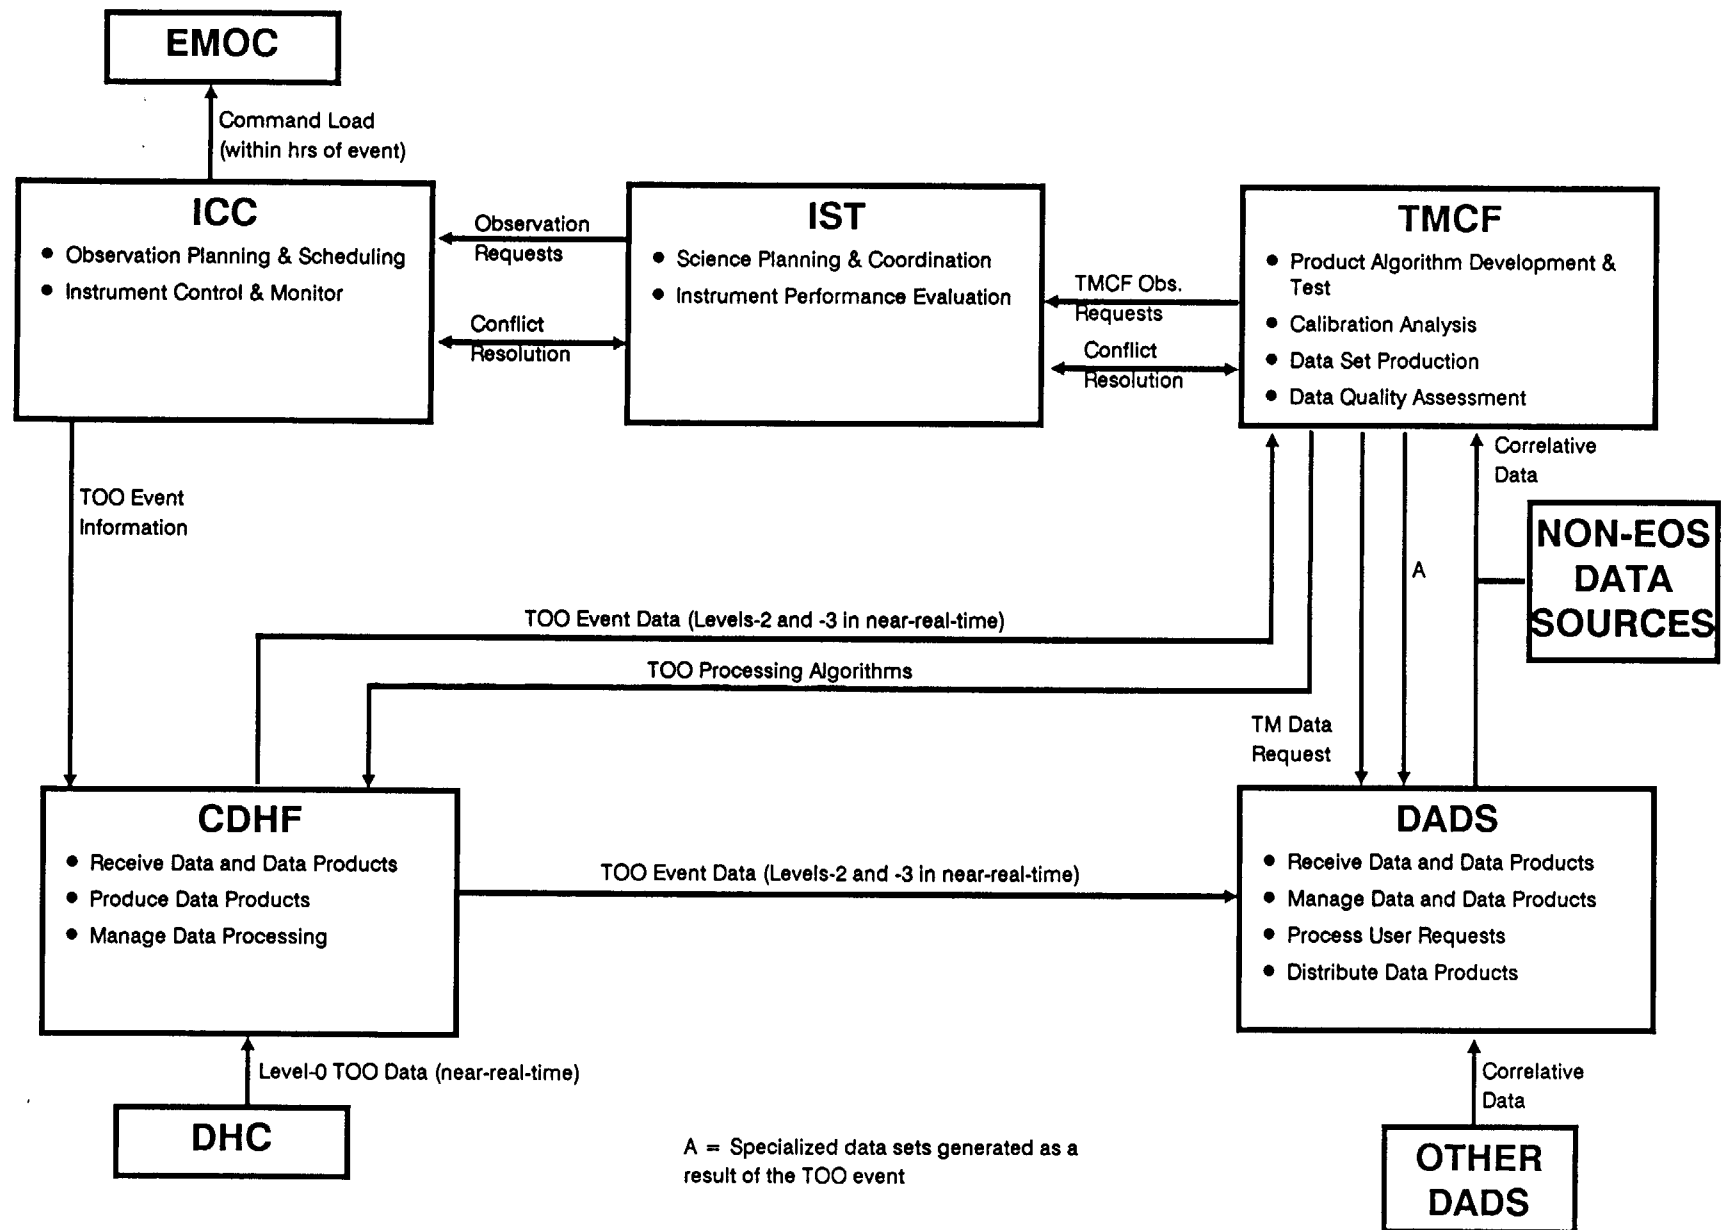 EMOC
Command Load
(within hrs of event)
ICC
• Observation Planning & Scheduling
• Instrument Control & Monitor
Observation
Requests
Conflict
Resolution
IST
• Science Planning & Coordination
• Instrument Performance Evaluation
TMCF Obs.
Requests
Conflict
Resolution
TMCF
• Product Algorithm Development &
Test
• Calibration Analysis
• Data Set Production
• Data Quality Assessment
Correlative
Data
NON-EOS
DATA
SOURCES
TOO Event
Information
A
TOO Event Data (Levels-2 and -3 in near-real-time)
TOO Processing Algorithms
TM Data
Request
CDHF
• Receive Data and Data Products
• Produce Data Products
• Manage Data Processing
TOO Event Data (Levels-2 and -3 in near-real-time)
DADS
• Receive Data and Data Products
• Manage Data and Data Products
• Process User Requests
• Distribute Data Products
Level-0 TOO Data (near-real-time)
DHC
Correlative
Data
OTHER
DADS
A = Specialized data sets generated as a
result of the TOO event